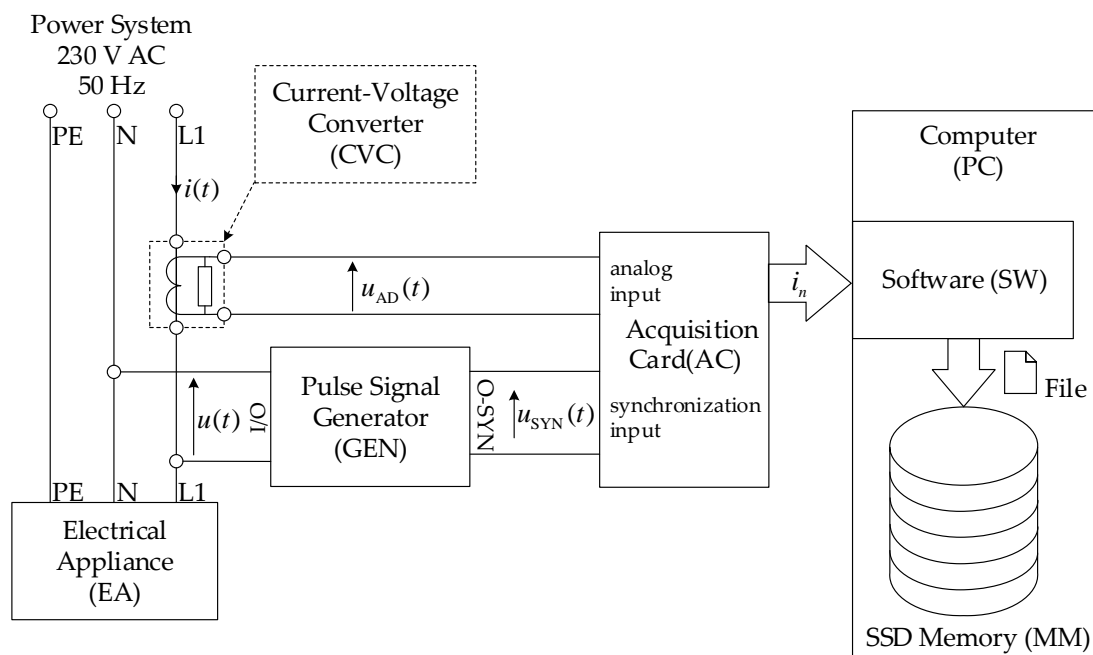 Power System
230 V AC
50 Hz
PE
N
L1
i(t)
Current-Voltage
Converter
(CVC)
u_AD(t)
analog
input
Acquisition
Card(AC)
synchronization
input
i_n
Computer
(PC)
Software (SW)
File
SSD Memory (MM)
u(t)
O/I
Pulse Signal
Generator
(GEN)
O-SYN
u_SYN(t)
PE
N
L1
Electrical
Appliance
(EA)